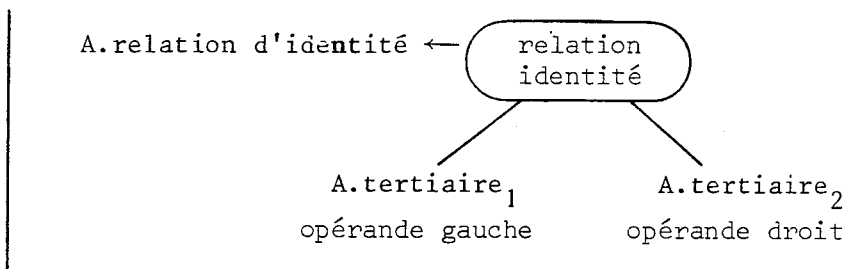 A.relation d'identité ← relation
identité
A.tertiaire₁ A.tertiaire₂
opérande gauche opérande droit